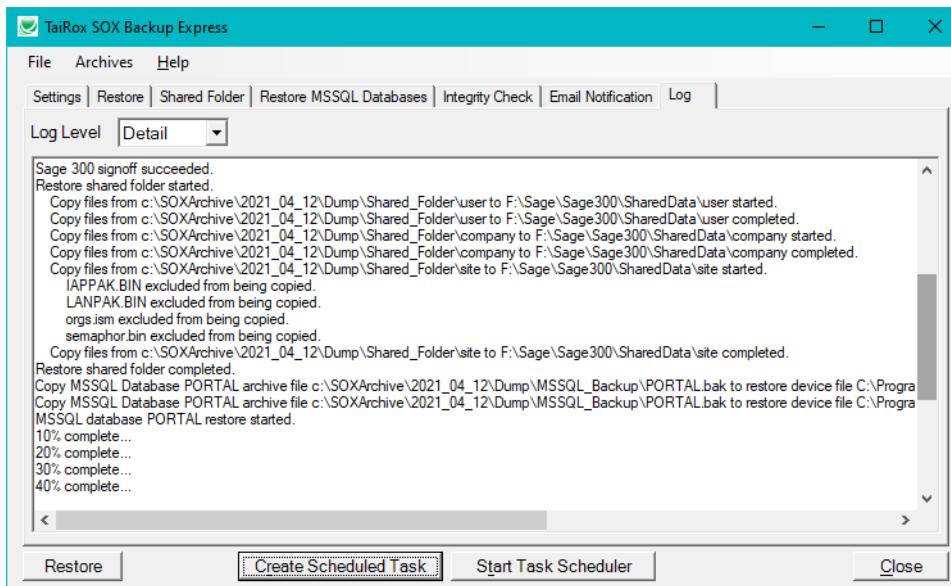 TaiRox SOX Backup Express
File Archives Help
Settings Restore Shared Folder Restore MSSQL Databases Integrity Check Email Notification Log
Log Level Detail
Sage 300 signoff succeeded.
Restore shared folder started.
Copy files from c:\SOXArchive\2021_04_12\Dump\Shared_Folder\user to F:\Sage\Sage300\SharedData\user started.
Copy files from c:\SOXArchive\2021_04_12\Dump\Shared_Folder\user to F:\Sage\Sage300\SharedData\user completed.
Copy files from c:\SOXArchive\2021_04_12\Dump\Shared_Folder\company to F:\Sage\Sage300\SharedData\company started.
Copy files from c:\SOXArchive\2021_04_12\Dump\Shared_Folder\company to F:\Sage\Sage300\SharedData\company completed.
Copy files from c:\SOXArchive\2021_04_12\Dump\Shared_Folder\site to F:\Sage\Sage300\SharedData\site started.
IAPPAK.BIN excluded from being copied.
LANPAK.BIN excluded from being copied.
orgs.ism excluded from being copied.
semaphor.bin excluded from being copied.
Copy files from c:\SOXArchive\2021_04_12\Dump\Shared_Folder\site to F:\Sage\Sage300\SharedData\site completed.
Restore shared folder completed.
Copy MSSQL Database PORTAL archive file c:\SOXArchive\2021_04_12\Dump\MSSQL_Backup\PORTAL.bak to restore device file C:\Progra
Copy MSSQL Database PORTAL archive file c:\SOXArchive\2021_04_12\Dump\MSSQL_Backup\PORTAL.bak to restore device file C:\Progra
MSSQL database PORTAL restore started.
10% complete...
20% complete...
30% complete...
40% complete...
Restore Create Scheduled Task Start Task Scheduler Close